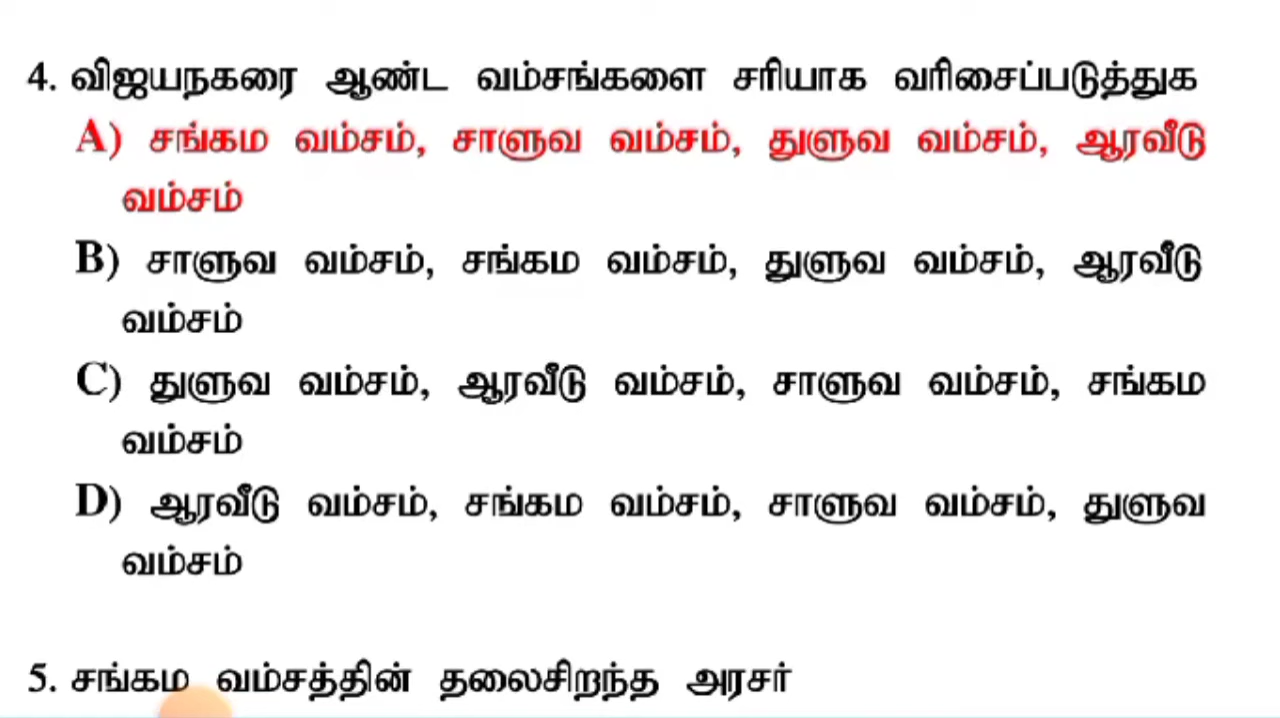 4. விஜயநகரை ஆண்ட வம்சங்களை சரியாக வரிசைப்படுத்துக
A) சங்கம வம்சம், சாளுவ வம்சம், துளுவ வம்சம், ஆரவீடு
வம்சம்
B) சாளுவ வம்சம், சங்கம வம்சம், துளுவ வம்சம், ஆரவீடு
வம்சம்
C) துளுவ வம்சம், ஆரவீடு வம்சம், சாளுவ வம்சம், சங்கம
வம்சம்
D) ஆரவீடு வம்சம், சங்கம வம்சம், சாளுவ வம்சம், துளுவ
வம்சம்
5. சங்கம வம்சத்தின் தலைசிறந்த அரசர்